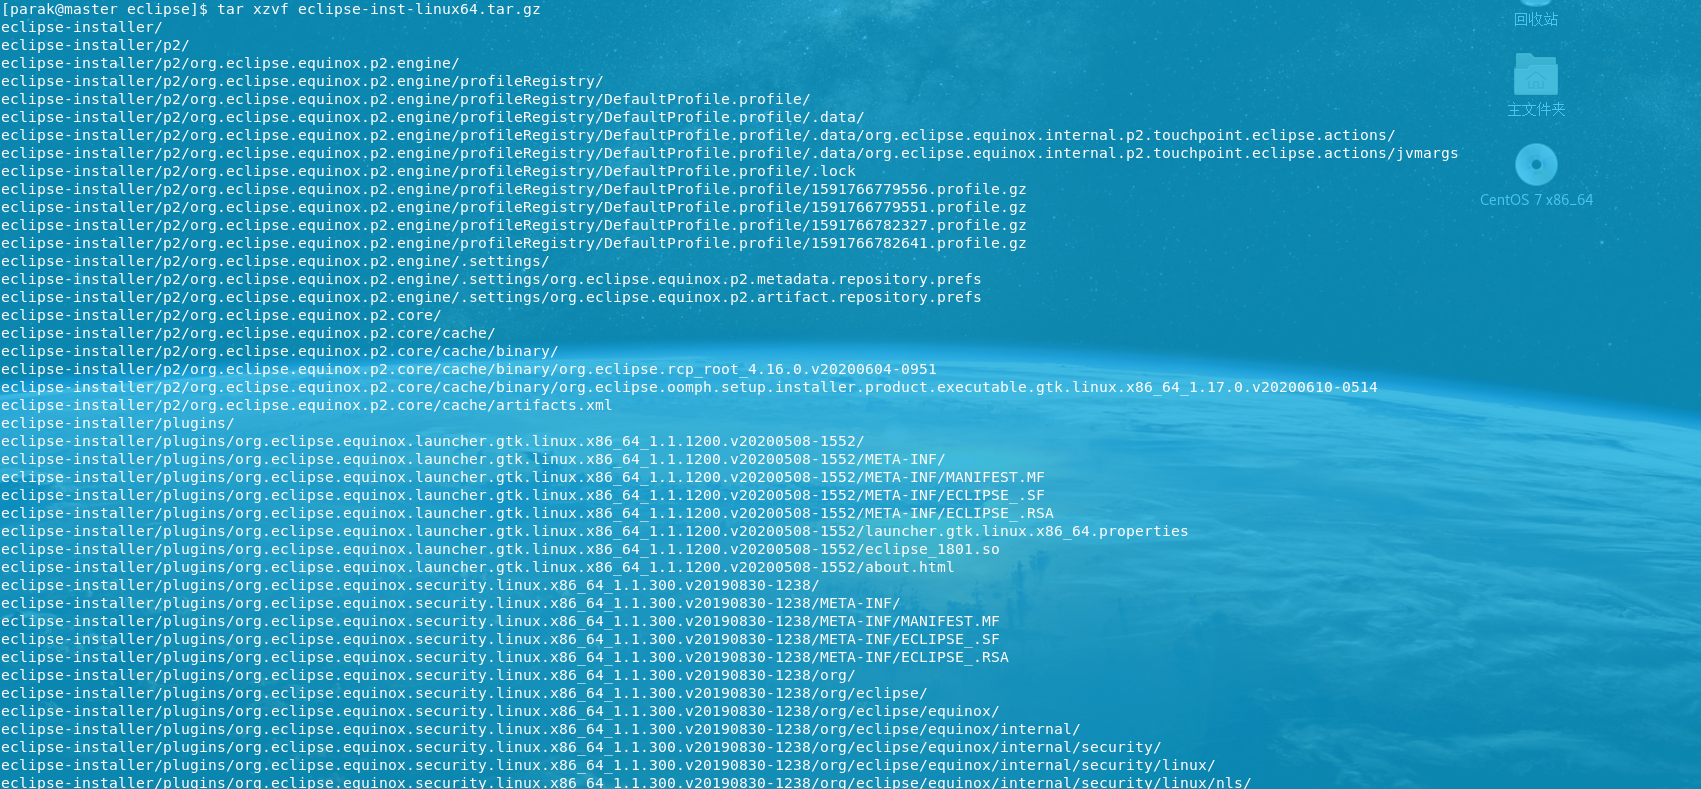 [parak@master eclipse]$ tar xzvf eclipse-inst-linux64.tar.gz
eclipse-installer/
eclipse-installer/p2/
eclipse-installer/p2/org.eclipse.equinox.p2.engine/
eclipse-installer/p2/org.eclipse.equinox.p2.engine/profileRegistry/
eclipse-installer/p2/org.eclipse.equinox.p2.engine/profileRegistry/DefaultProfile.profile/
eclipse-installer/p2/org.eclipse.equinox.p2.engine/profileRegistry/DefaultProfile.profile/.data/
eclipse-installer/p2/org.eclipse.equinox.p2.engine/profileRegistry/DefaultProfile.profile/.data/org.eclipse.equinox.internal.p2.touchpoint.eclipse.actions/
eclipse-installer/p2/org.eclipse.equinox.p2.engine/profileRegistry/DefaultProfile.profile/.data/org.eclipse.equinox.internal.p2.touchpoint.eclipse.actions/jvmargs
eclipse-installer/p2/org.eclipse.equinox.p2.engine/profileRegistry/DefaultProfile.profile/.lock
eclipse-installer/p2/org.eclipse.equinox.p2.engine/profileRegistry/DefaultProfile.profile/1591766779556.profile.gz
eclipse-installer/p2/org.eclipse.equinox.p2.engine/profileRegistry/DefaultProfile.profile/1591766779551.profile.gz
eclipse-installer/p2/org.eclipse.equinox.p2.engine/profileRegistry/DefaultProfile.profile/1591766782327.profile.gz
eclipse-installer/p2/org.eclipse.equinox.p2.engine/profileRegistry/DefaultProfile.profile/1591766782641.profile.gz
eclipse-installer/p2/org.eclipse.equinox.p2.engine/.settings/
eclipse-installer/p2/org.eclipse.equinox.p2.engine/.settings/org.eclipse.equinox.p2.metadata.repository.prefs
eclipse-installer/p2/org.eclipse.equinox.p2.engine/.settings/org.eclipse.equinox.p2.artifact.repository.prefs
eclipse-installer/p2/org.eclipse.equinox.p2.core/
eclipse-installer/p2/org.eclipse.equinox.p2.core/cache/
eclipse-installer/p2/org.eclipse.equinox.p2.core/cache/binary/
eclipse-installer/p2/org.eclipse.equinox.p2.core/cache/binary/org.eclipse.rcp_root_4.16.0.v20200604-0951
eclipse-installer/p2/org.eclipse.equinox.p2.core/cache/binary/org.eclipse.oomph.setup.installer.product.executable.gtk.linux.x86_64_1.17.0.v20200610-0514
eclipse-installer/p2/org.eclipse.equinox.p2.core/cache/artifacts.xml
eclipse-installer/plugins/
eclipse-installer/plugins/org.eclipse.equinox.launcher.gtk.linux.x86_64_1.1.1200.v20200508-1552/
eclipse-installer/plugins/org.eclipse.equinox.launcher.gtk.linux.x86_64_1.1.1200.v20200508-1552/META-INF/
eclipse-installer/plugins/org.eclipse.equinox.launcher.gtk.linux.x86_64_1.1.1200.v20200508-1552/META-INF/MANIFEST.MF
eclipse-installer/plugins/org.eclipse.equinox.launcher.gtk.linux.x86_64_1.1.1200.v20200508-1552/META-INF/ECLIPSE_.SF
eclipse-installer/plugins/org.eclipse.equinox.launcher.gtk.linux.x86_64_1.1.1200.v20200508-1552/META-INF/ECLIPSE_.RSA
eclipse-installer/plugins/org.eclipse.equinox.launcher.gtk.linux.x86_64_1.1.1200.v20200508-1552/launcher.gtk.linux.x86_64.properties
eclipse-installer/plugins/org.eclipse.equinox.launcher.gtk.linux.x86_64_1.1.1200.v20200508-1552/eclipse_1801.so
eclipse-installer/plugins/org.eclipse.equinox.launcher.gtk.linux.x86_64_1.1.1200.v20200508-1552/about.html
eclipse-installer/plugins/org.eclipse.equinox.security.linux.x86_64_1.1.300.v20190830-1238/
eclipse-installer/plugins/org.eclipse.equinox.security.linux.x86_64_1.1.300.v20190830-1238/META-INF/
eclipse-installer/plugins/org.eclipse.equinox.security.linux.x86_64_1.1.300.v20190830-1238/META-INF/MANIFEST.MF
eclipse-installer/plugins/org.eclipse.equinox.security.linux.x86_64_1.1.300.v20190830-1238/META-INF/ECLIPSE_.SF
eclipse-installer/plugins/org.eclipse.equinox.security.linux.x86_64_1.1.300.v20190830-1238/META-INF/ECLIPSE_.RSA
eclipse-installer/plugins/org.eclipse.equinox.security.linux.x86_64_1.1.300.v20190830-1238/org/
eclipse-installer/plugins/org.eclipse.equinox.security.linux.x86_64_1.1.300.v20190830-1238/org/eclipse/
eclipse-installer/plugins/org.eclipse.equinox.security.linux.x86_64_1.1.300.v20190830-1238/org/eclipse/equinox/
eclipse-installer/plugins/org.eclipse.equinox.security.linux.x86_64_1.1.300.v20190830-1238/org/eclipse/equinox/internal/
eclipse-installer/plugins/org.eclipse.equinox.security.linux.x86_64_1.1.300.v20190830-1238/org/eclipse/equinox/internal/security/
eclipse-installer/plugins/org.eclipse.equinox.security.linux.x86_64_1.1.300.v20190830-1238/org/eclipse/equinox/internal/security/linux/
eclipse-installer/plugins/org.eclipse.equinox.security.linux.x86_64_1.1.300.v20190830-1238/org/eclipse/equinox/internal/security/linux/nls/
回收站
主文件夹
CentOS 7 x86_64